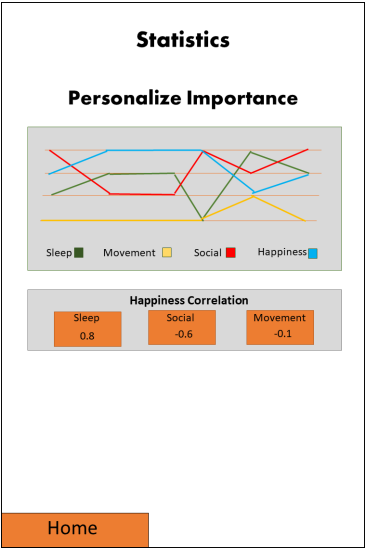 Statistics
Personalize Importance
Sleep Movement Social Happiness
Happiness Correlation
Sleep Social Movement
0.8 -0.6 -0.1
Home